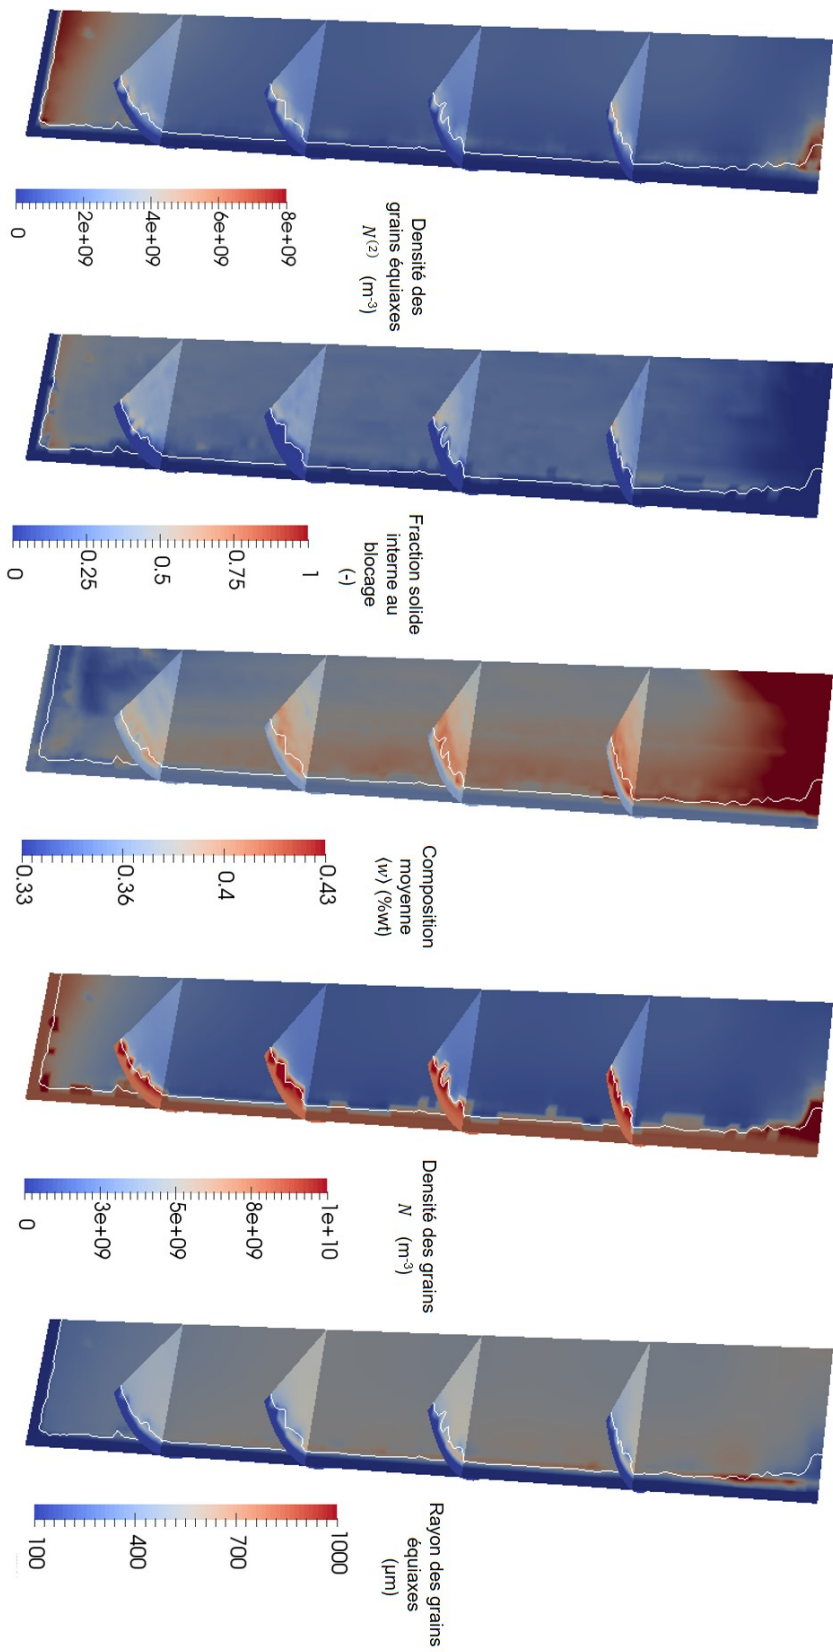 Densité des
grains équiaxes
N⁽²⁾ (m⁻³)
8e+09
6e+09
4e+09
2e+09
0
Fraction solide
interne au
blocage
(-)
1
0.75
0.5
0.25
0
Composition
moyenne
⟨w⟩ (%wt)
0.43
0.4
0.36
0.33
Densité des grains
N (m⁻³)
1e+10
8e+09
5e+09
3e+09
0
Rayon des grains
équiaxes
(µm)
1000
700
400
100